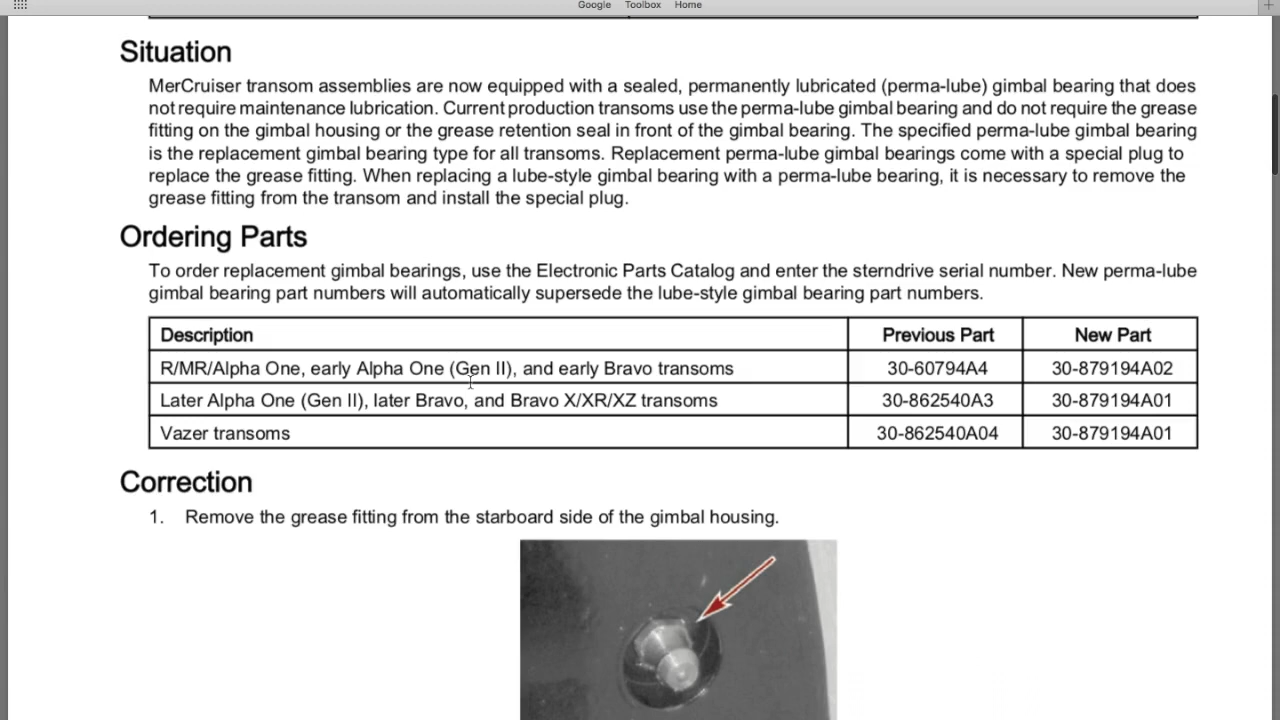 Google Toolbox Home
Situation
MerCruiser transom assemblies are now equipped with a sealed, permanently lubricated (perma-lube) gimbal bearing that does
not require maintenance lubrication. Current production transoms use the perma-lube gimbal bearing and do not require the grease
fitting on the gimbal housing or the grease retention seal in front of the gimbal bearing. The specified perma-lube gimbal bearing
is the replacement gimbal bearing type for all transoms. Replacement perma-lube gimbal bearings come with a special plug to
replace the grease fitting. When replacing a lube-style gimbal bearing with a perma-lube bearing, it is necessary to remove the
grease fitting from the transom and install the special plug.
Ordering Parts
To order replacement gimbal bearings, use the Electronic Parts Catalog and enter the sterndrive serial number. New perma-lube
gimbal bearing part numbers will automatically supersede the lube-style gimbal bearing part numbers.
Description Previous Part New Part
R/MR/Alpha One, early Alpha One (Gen II), and early Bravo transoms 30-60794A4 30-879194A02
Later Alpha One (Gen II), later Bravo, and Bravo X/XR/XZ transoms 30-862540A3 30-879194A01
Vazer transoms 30-862540A04 30-879194A01
Correction
1. Remove the grease fitting from the starboard side of the gimbal housing.